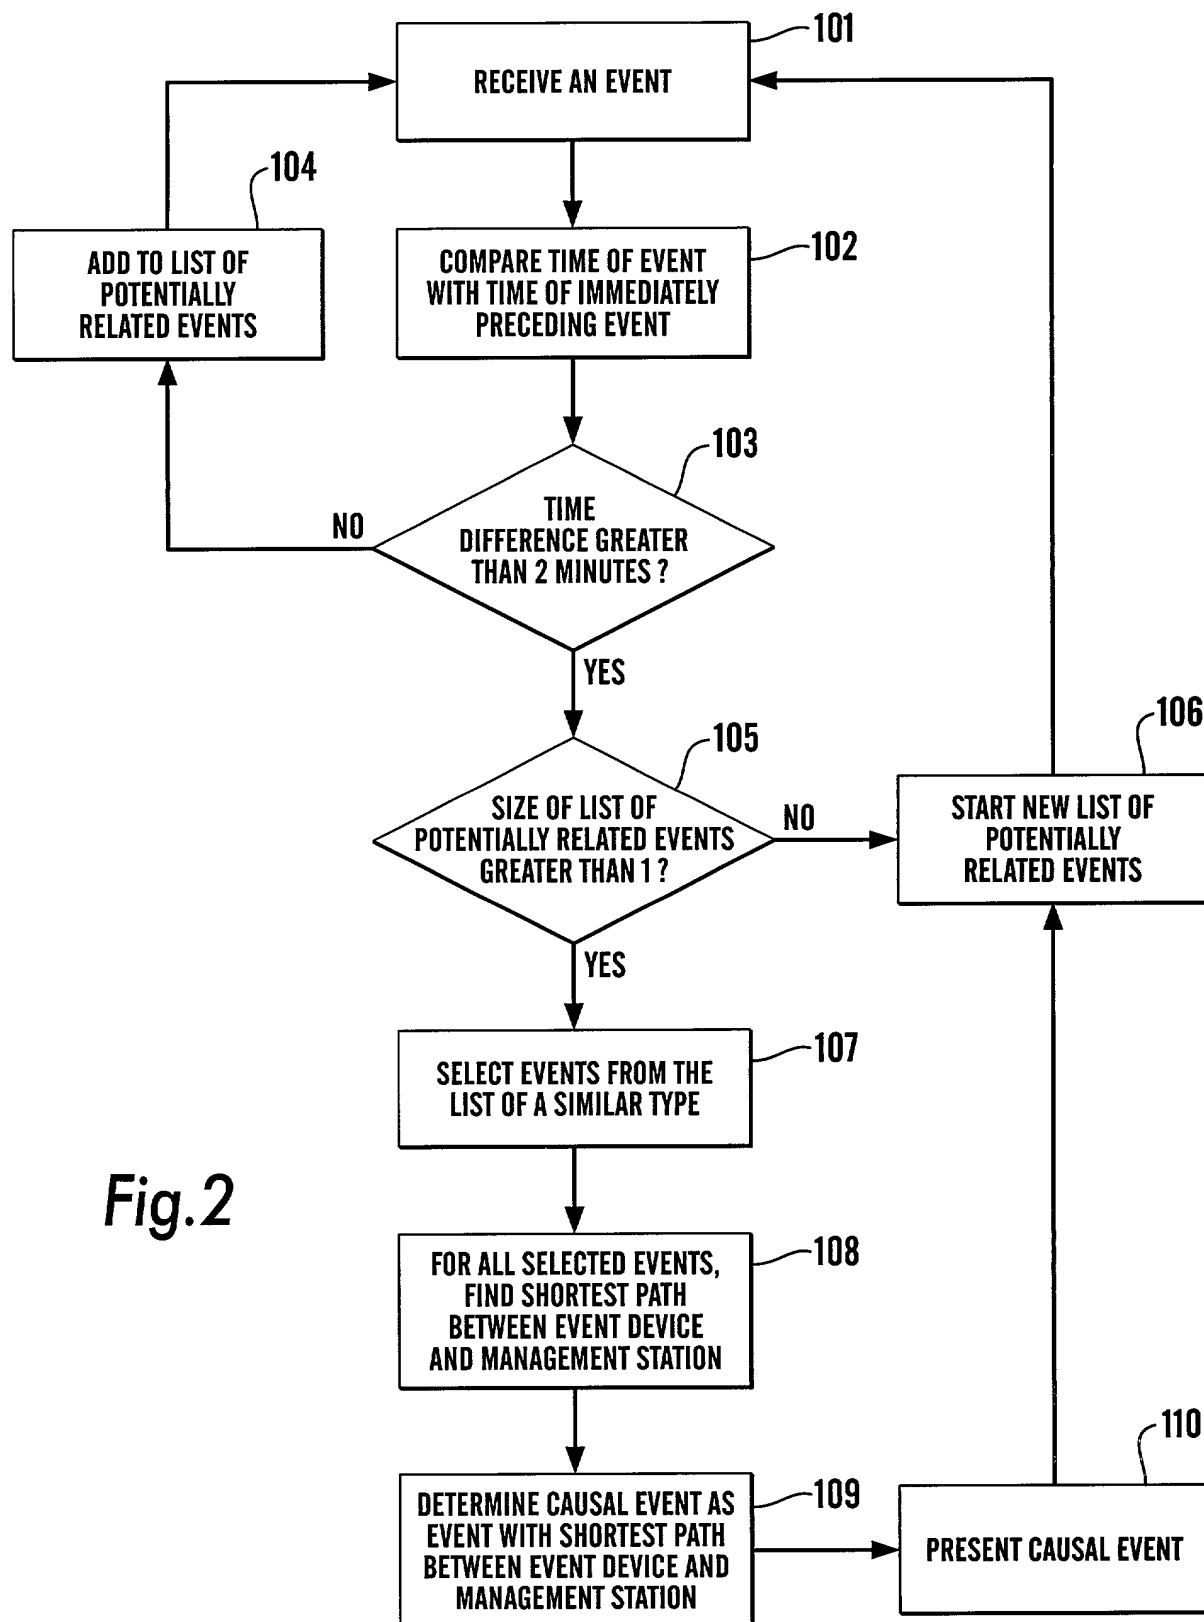 101
RECEIVE AN EVENT
104
ADD TO LIST OF
POTENTIALLY
RELATED EVENTS
102
COMPARE TIME OF EVENT
WITH TIME OF IMMEDIATELY
PRECEDING EVENT
103
TIME
DIFFERENCE GREATER
THAN 2 MINUTES ?
NO
YES
105
SIZE OF LIST OF
POTENTIALLY RELATED EVENTS
GREATER THAN 1 ?
NO
106
START NEW LIST OF
POTENTIALLY
RELATED EVENTS
YES
107
SELECT EVENTS FROM THE
LIST OF A SIMILAR TYPE
Fig.2
108
FOR ALL SELECTED EVENTS,
FIND SHORTEST PATH
BETWEEN EVENT DEVICE
AND MANAGEMENT STATION
109
DETERMINE CAUSAL EVENT AS
EVENT WITH SHORTEST PATH
BETWEEN EVENT DEVICE AND
MANAGEMENT STATION
110
PRESENT CAUSAL EVENT